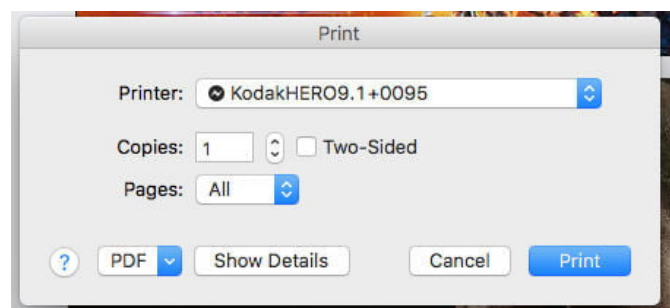 Print
Printer: KodakHERO9.1+0095
Copies: 1 Two-Sided
Pages: All
? PDF Show Details Cancel Print